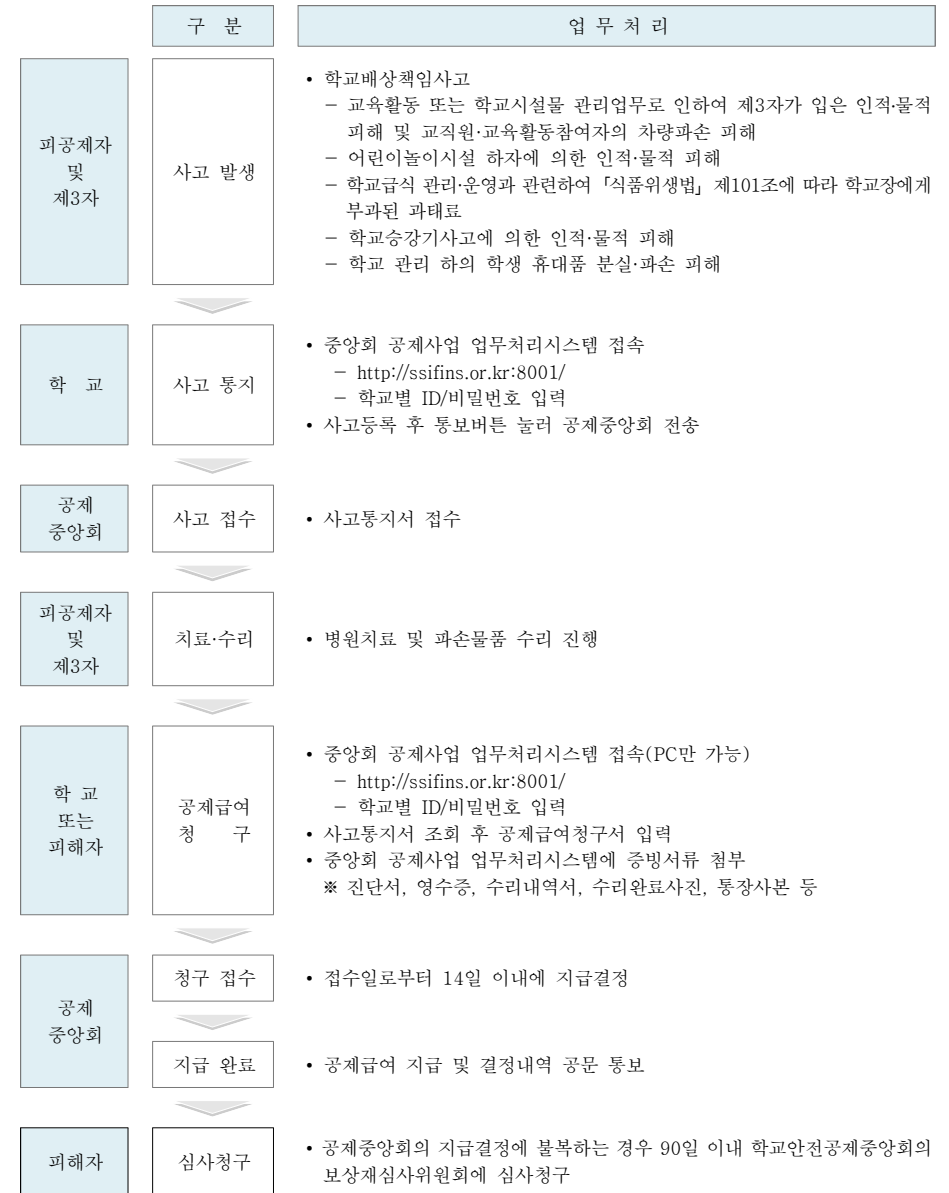 구 분
업 무 처 리
피공제자
및
제3자
사고 발생
• 학교배상책임사고
− 교육활동 또는 학교시설물 관리업무로 인하여 제3자가 입은 인적·물적
피해 및 교직원·교육활동참여자의 차량파손 피해
− 어린이놀이시설 하자에 의한 인적·물적 피해
− 학교급식 관리·운영과 관련하여 「식품위생법」 제101조에 따라 학교장에게
부과된 과태료
− 학교승강기사고에 의한 인적·물적 피해
− 학교 관리 하의 학생 휴대품 분실·파손 피해
학 교
사고 통지
• 중앙회 공제사업 업무처리시스템 접속
− http://ssifins.or.kr:8001/
− 학교별 ID/비밀번호 입력
• 사고등록 후 통보버튼 눌러 공제중앙회 전송
공제
중앙회
사고 접수
• 사고통지서 접수
피공제자
및
제3자
치료·수리
• 병원치료 및 파손물품 수리 진행
학 교
또는
피해자
공제급여
청 구
• 중앙회 공제사업 업무처리시스템 접속(PC만 가능)
− http://ssifins.or.kr:8001/
− 학교별 ID/비밀번호 입력
• 사고통지서 조회 후 공제급여청구서 입력
• 중앙회 공제사업 업무처리시스템에 증빙서류 첨부
※ 진단서, 영수증, 수리내역서, 수리완료사진, 통장사본 등
공제
중앙회
청구 접수
• 접수일로부터 14일 이내에 지급결정
지급 완료
• 공제급여 지급 및 결정내역 공문 통보
피해자
심사청구
• 공제중앙회의 지급결정에 불복하는 경우 90일 이내 학교안전공제중앙회의
보상재심사위원회에 심사청구